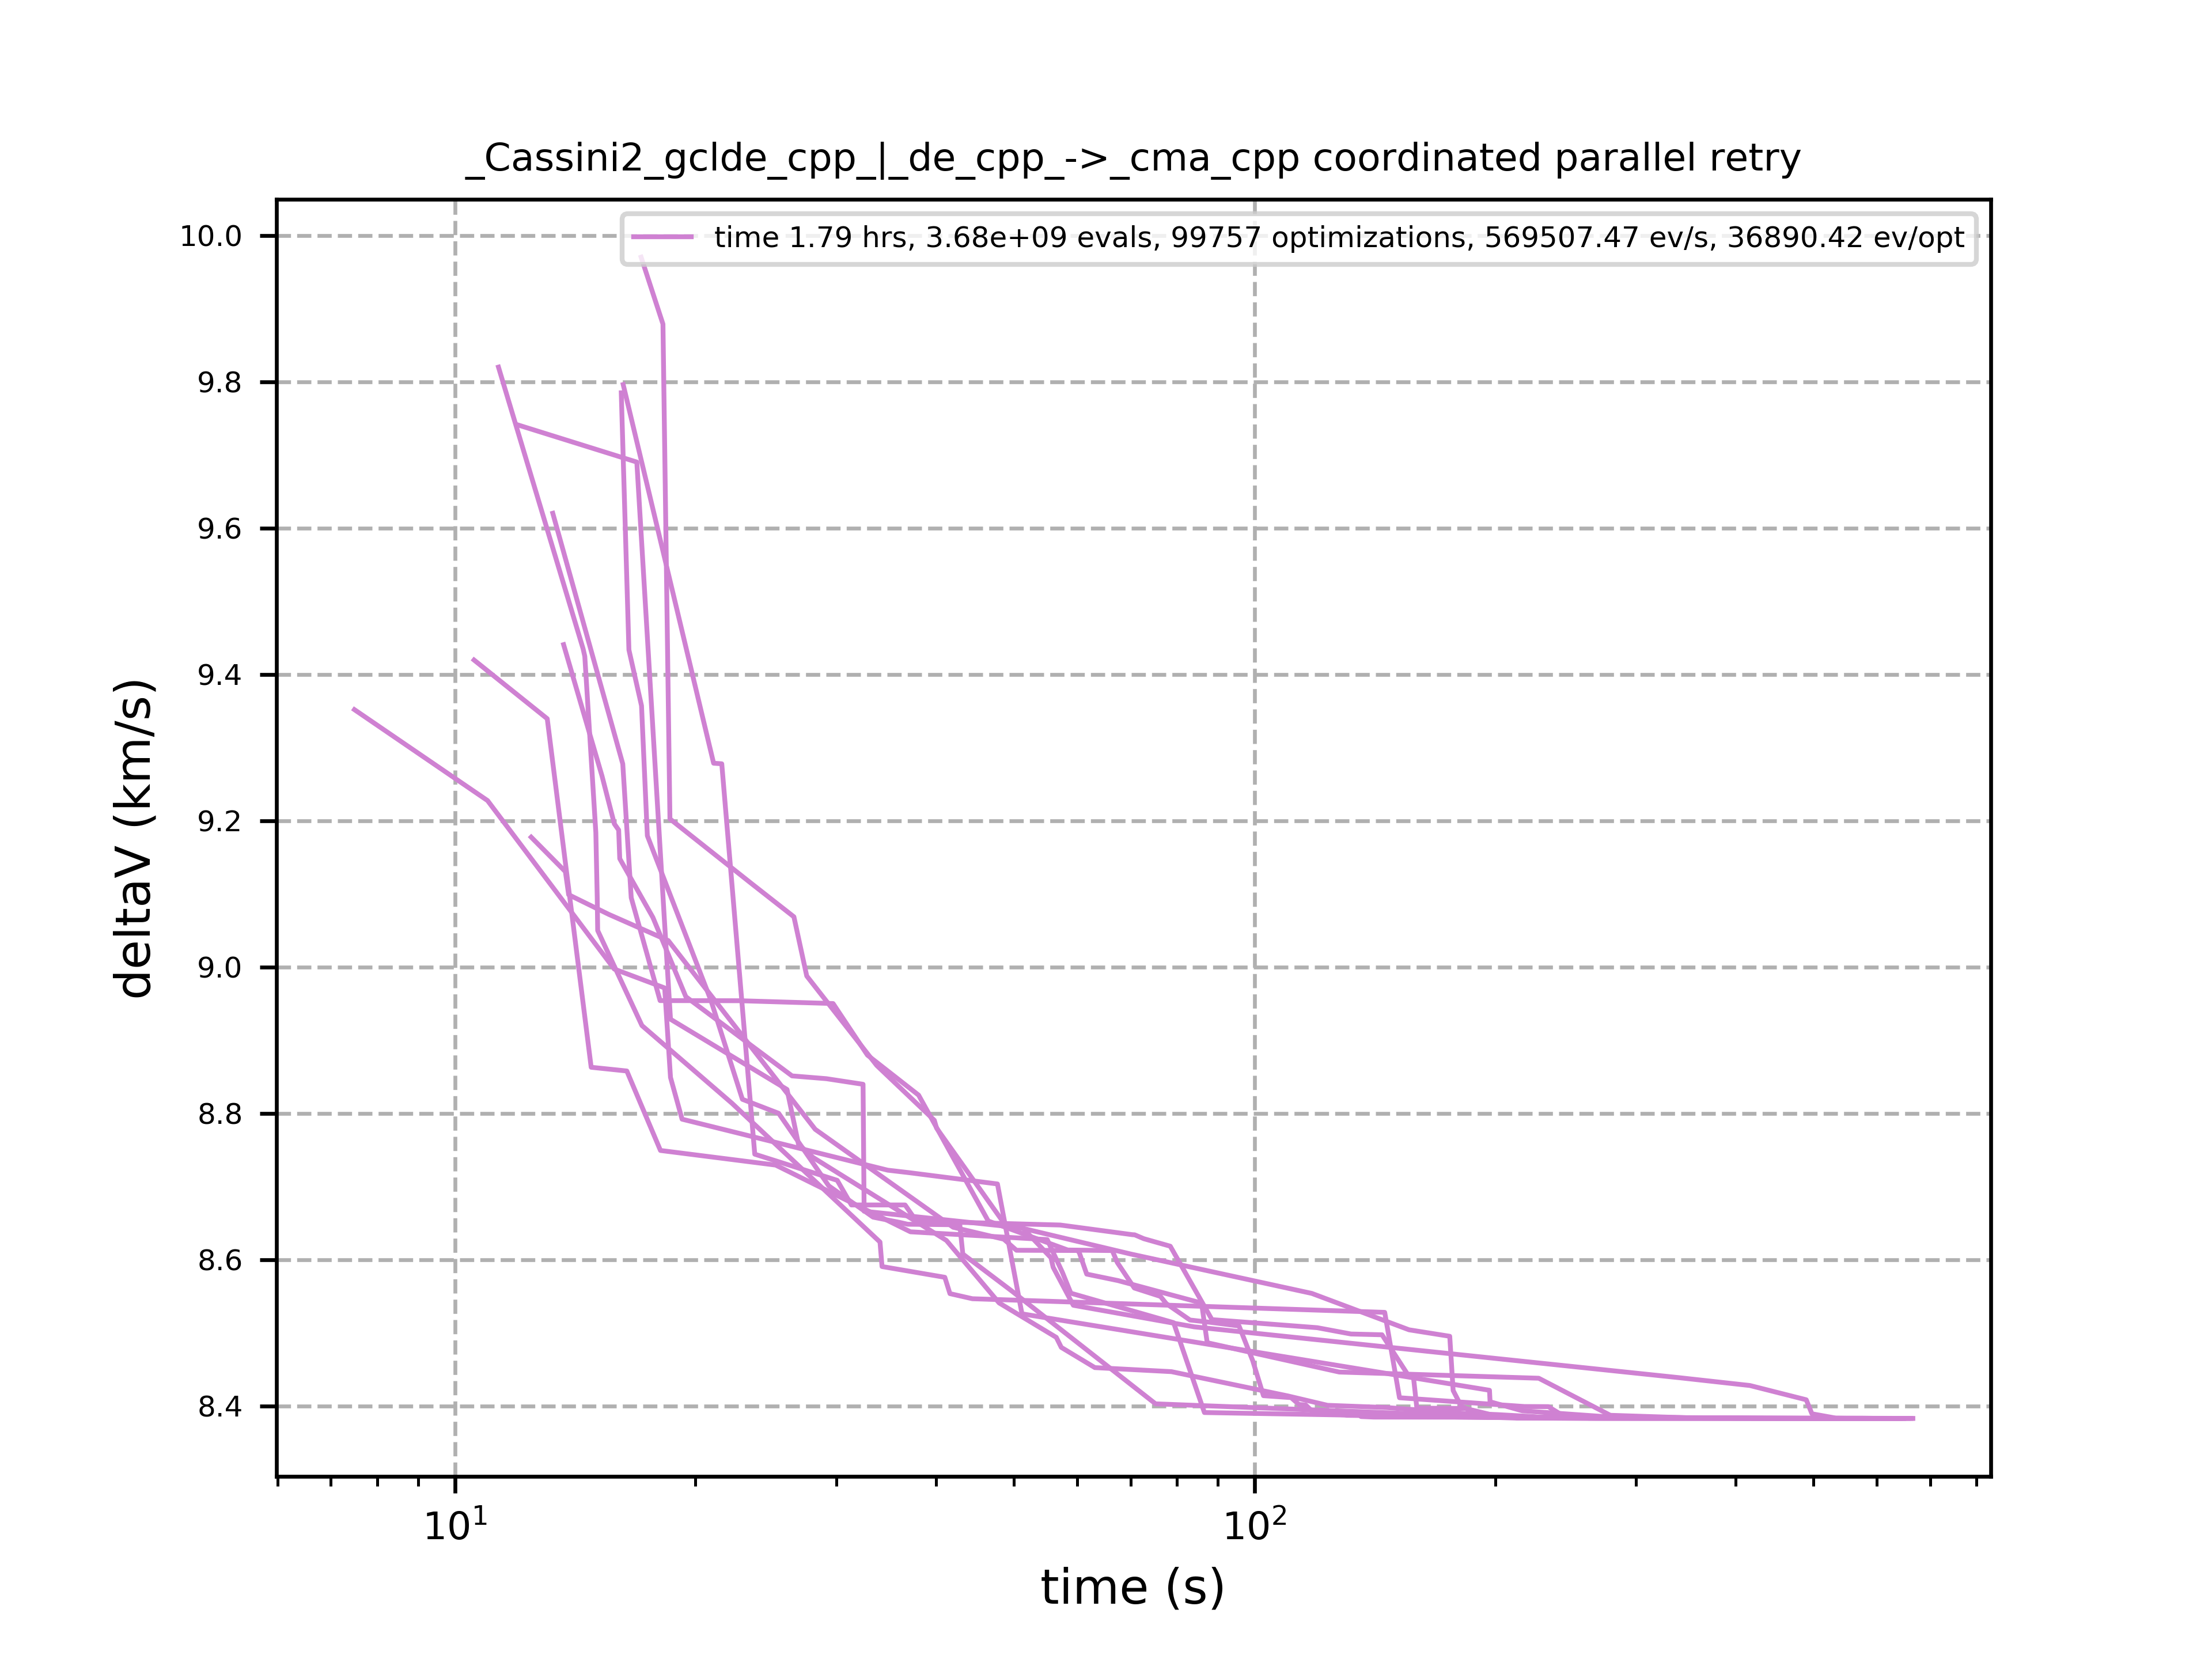 _Cassini2_gclde_cpp_|_de_cpp_->_cma_cpp coordinated parallel retry
time 1.79 hrs, 3.68e+09 evals, 99757 optimizations, 569507.47 ev/s, 36890.42 ev/opt
deltaV (km/s)
10.0
9.8
9.6
9.4
9.2
9.0
8.8
8.6
8.4
10¹
10²
time (s)